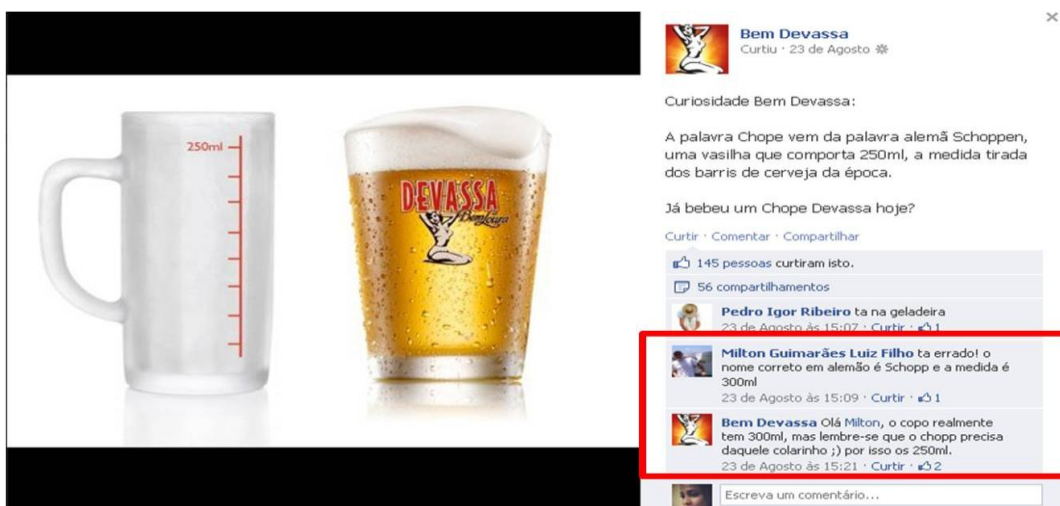 250ml
DEVASSA
Bem Loura
Bem Devassa
Curtiu · 23 de Agosto
Curiosidade Bem Devassa:
A palavra Chope vem da palavra alemã Schoppen,
uma vasilha que comporta 250ml, a medida tirada
dos barris de cerveja da época.
Já bebeu um Chope Devassa hoje?
Curtir · Comentar · Compartilhar
145 pessoas curtiram isto.
56 compartilhamentos
Pedro Igor Ribeiro ta na geladeira
23 de Agosto às 15:07 · Curtir · 1
Milton Guimarães Luiz Filho ta errado! o
nome correto em alemão é Schopp e a medida é
300ml
23 de Agosto às 15:09 · Curtir · 1
Bem Devassa Olá Milton, o copo realmente
tem 300ml, mas lembre-se que o chopp precisa
daquele colarinho ;) por isso os 250ml.
23 de Agosto às 15:21 · Curtir · 2
Escreva um comentário...